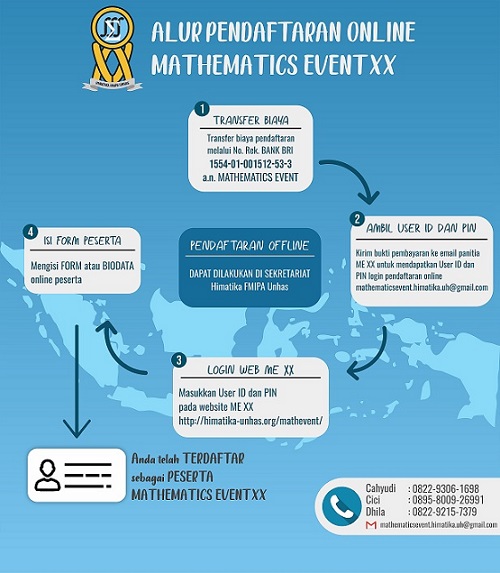 ALUR PENDAFTARAN ONLINE
MATHEMATICS EVENT XX
HIMATIKA FMIPA UNHAS
1
TRANSFER BIAYA
Transfer biaya pendaftaran
melalui No. Rek. BANK BRI
1554-01-001512-53-3
a.n. MATHEMATICS EVENT
2
AMBIL USER ID DAN PIN
Kirim bukti pembayaran ke email panitia
ME XX untuk mendapatkan User ID dan
PIN login pendaftaran online
mathematicsevent.himatika.uh@gmail.com
4
ISI FORM PESERTA
Mengisi FORM atau BIODATA
online peserta
PENDAFTARAN OFFLINE
DAPAT DILAKUKAN DI SEKRETARIAT
Himatika FMIPA Unhas
3
LOGIN WEB ME XX
Masukkan User ID dan PIN
pada website ME XX
http://himatika-unhas.org/mathevent/
Anda telah TERDAFTAR
sebagai PESERTA
MATHEMATICS EVENT XX
Cahyudi : 0822-9306-1698
Cici : 0895-8009-26991
Dhila : 0822-9215-7379
mathematicsevent.himatika.uh@gmail.com